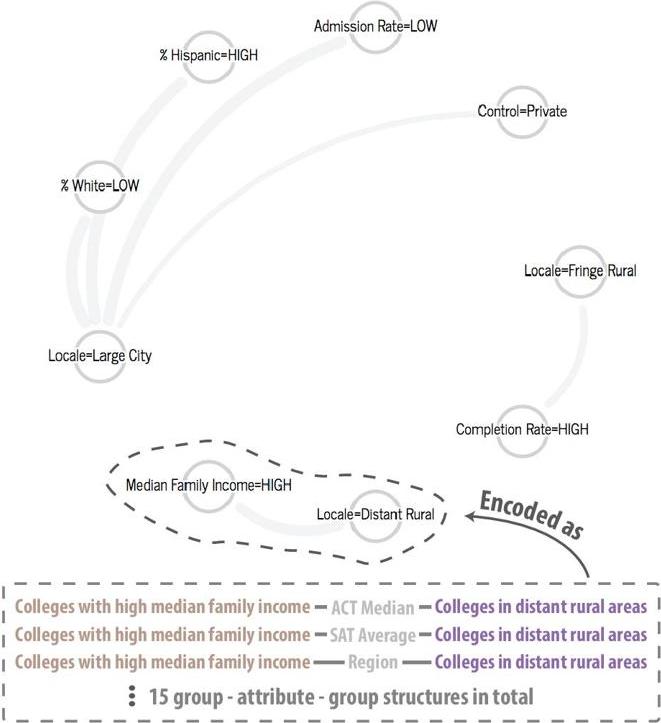 Admission Rate=LOW
% Hispanic=HIGH
Control=Private
% White=LOW
Locale=Fringe Rural
Locale=Large City
Completion Rate=HIGH
Median Family Income=HIGH
Locale=Distant Rural
Encoded as
Colleges with high median family income – ACT Median – Colleges in distant rural areas
Colleges with high median family income – SAT Average – Colleges in distant rural areas
Colleges with high median family income — Region — Colleges in distant rural areas
⋮ 15 group - attribute - group structures in total